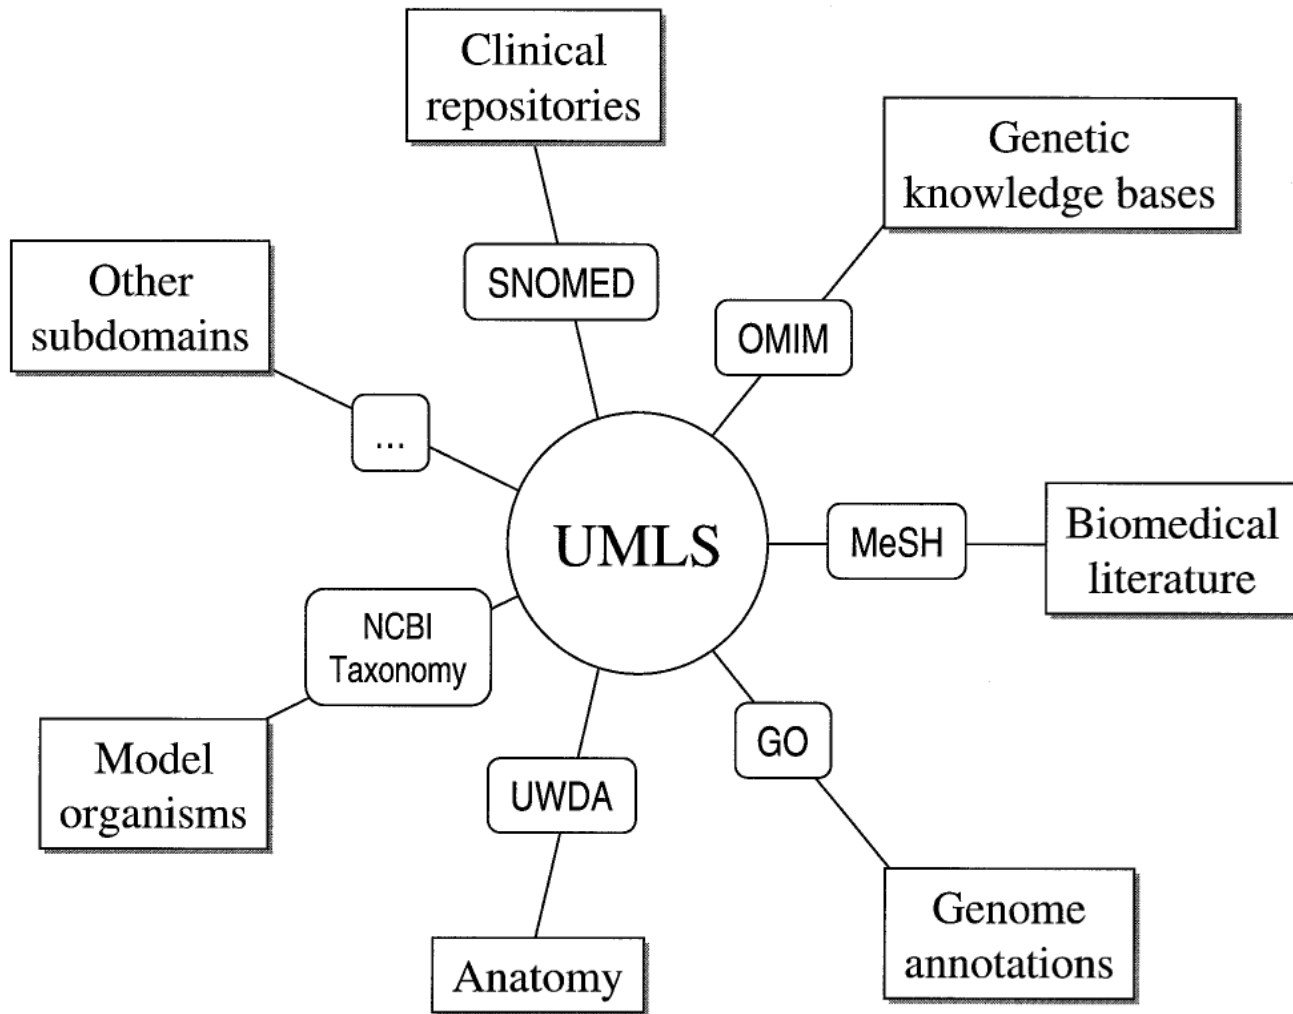 Clinical
repositories
Genetic
knowledge bases
Other
subdomains
SNOMED
OMIM
...
UMLS
MeSH
Biomedical
literature
NCBI
Taxonomy
GO
Model
organisms
UWDA
Genome
annotations
Anatomy